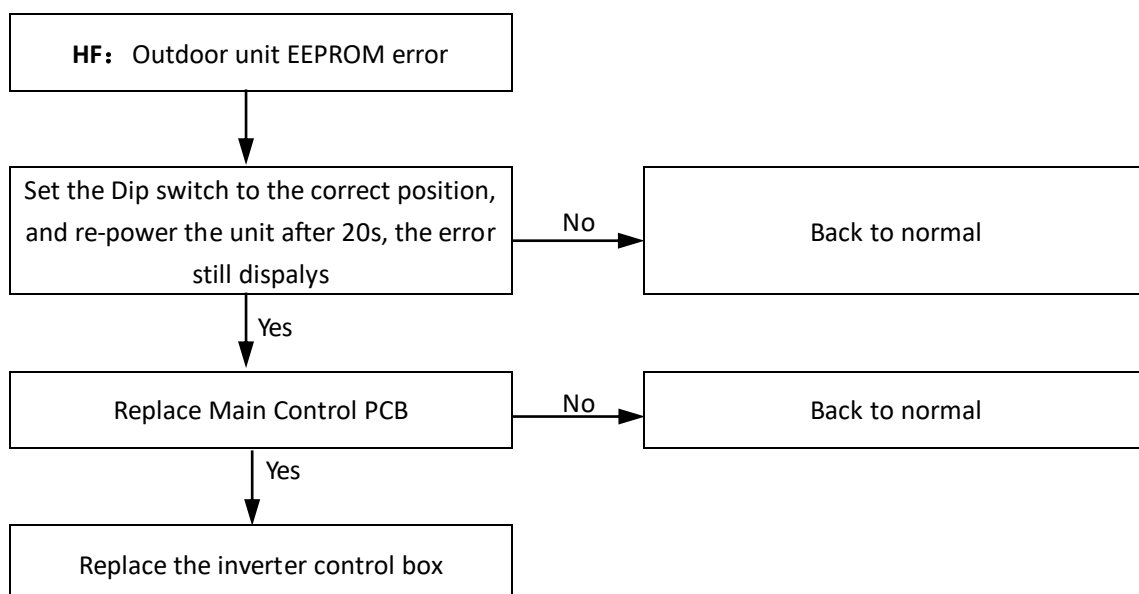 HF： Outdoor unit EEPROM error
Set the Dip switch to the correct position,
and re-power the unit after 20s, the error
still dispalys
No
Back to normal
Yes
Replace Main Control PCB
No
Back to normal
Yes
Replace the inverter control box